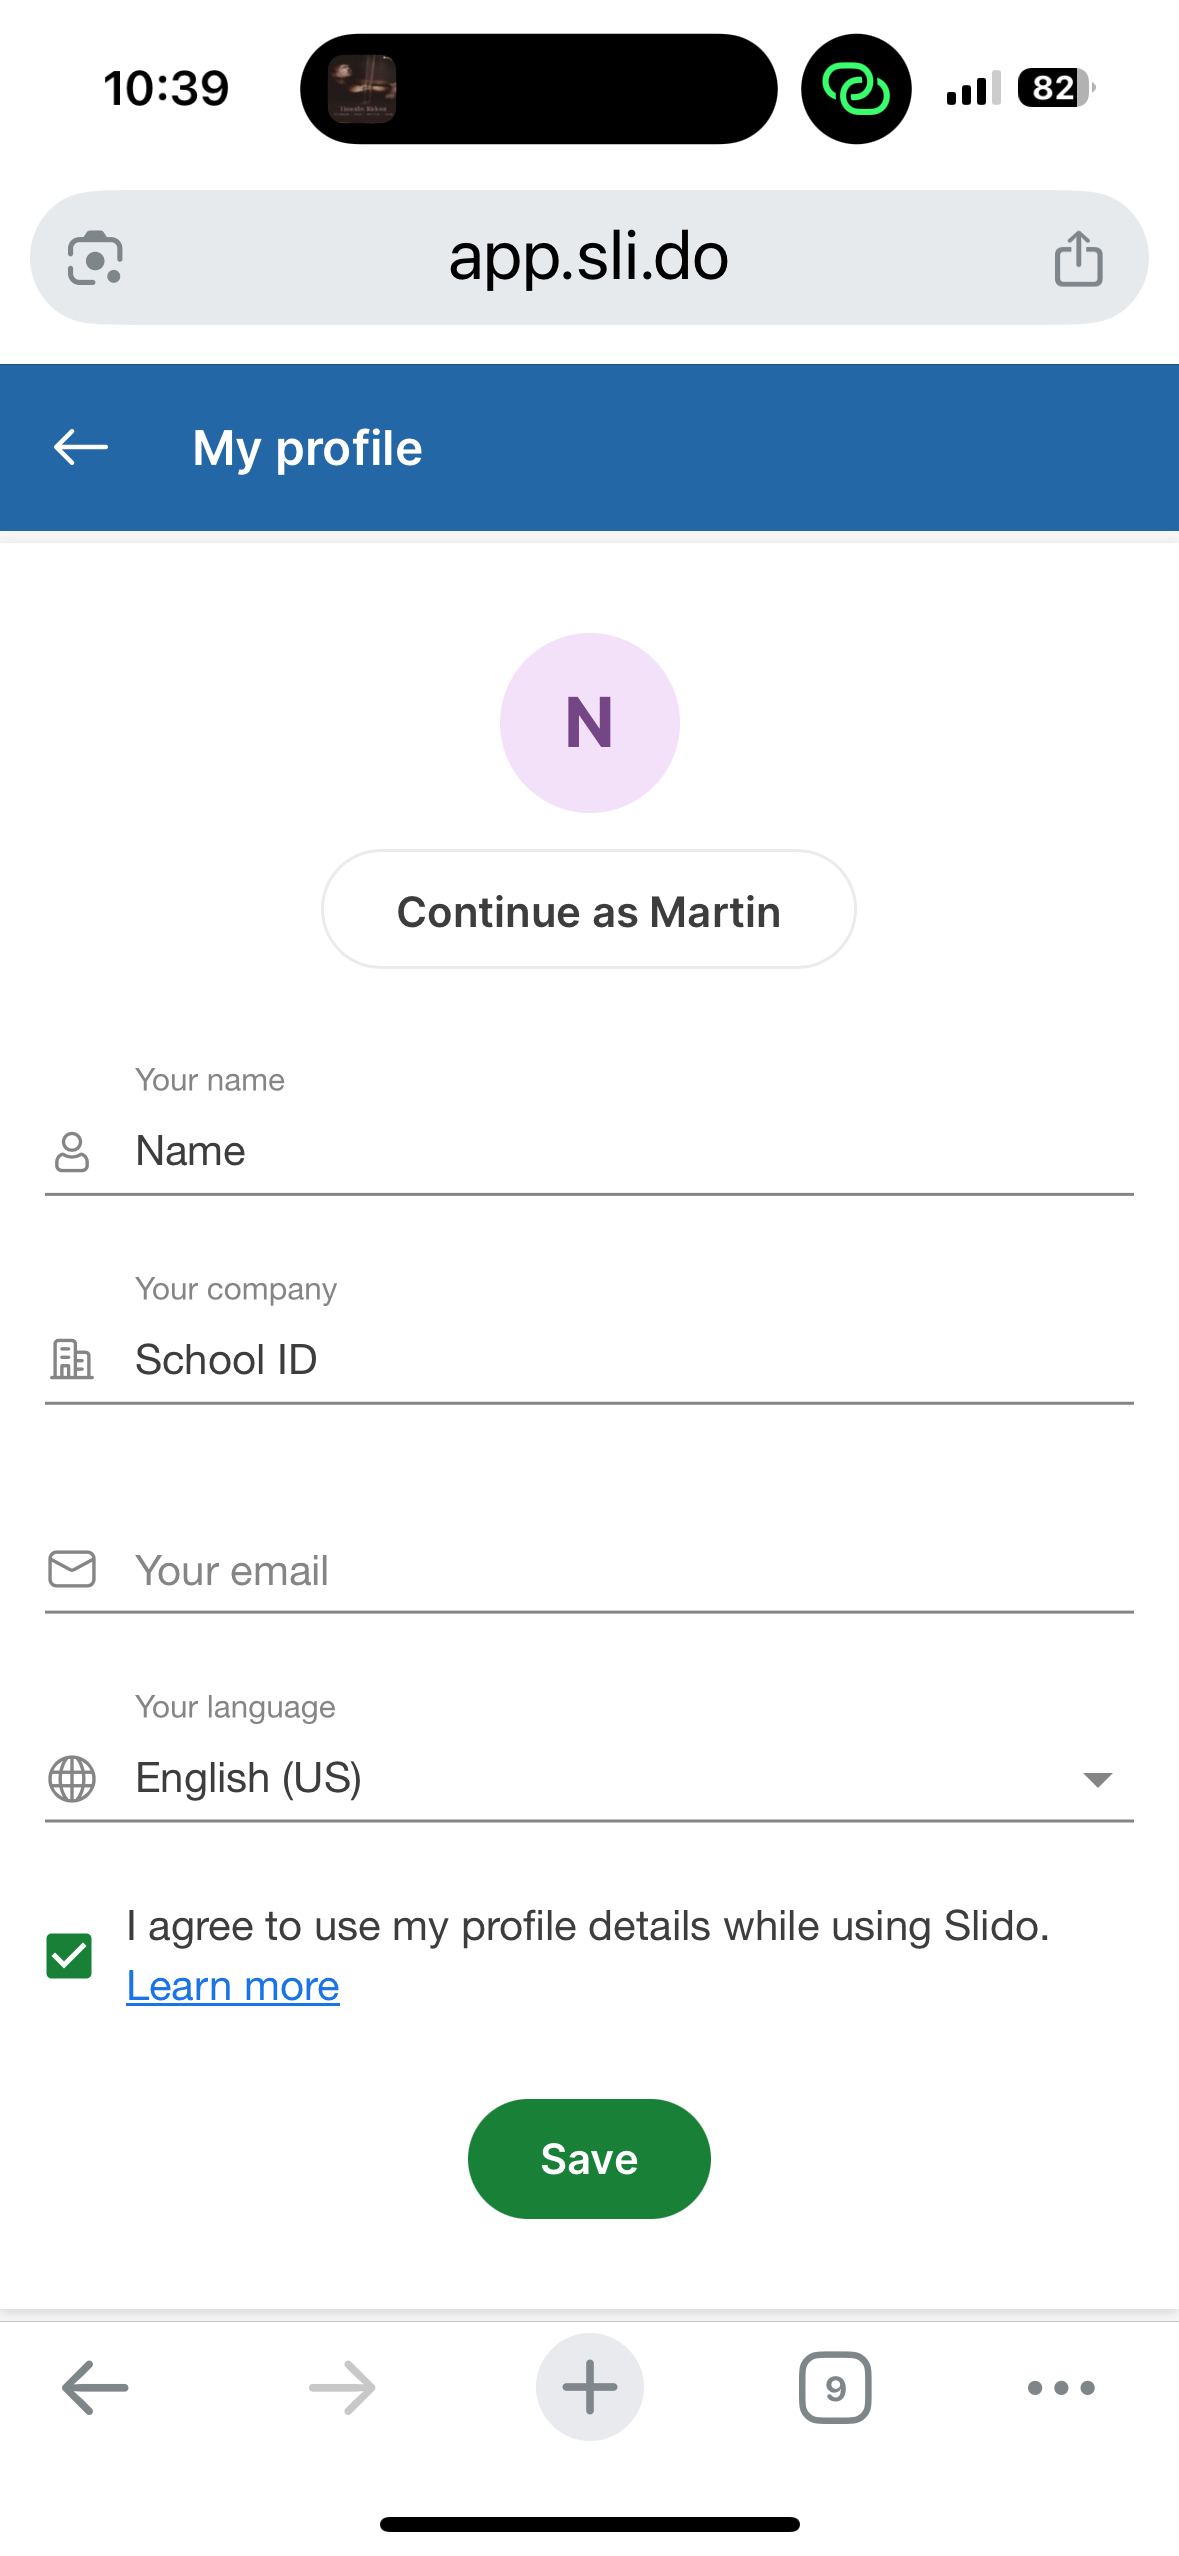 10:39
82
app.sli.do
My profile
N
Continue as Martin
Your name
Name
Your company
School ID
Your email
Your language
English (US)
I agree to use my profile details while using Slido.
Learn more
Save
9